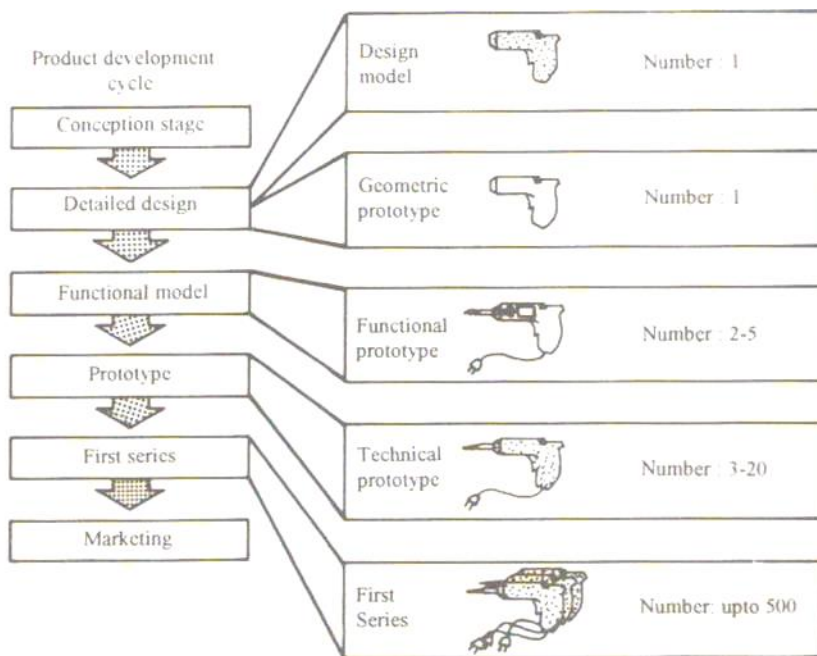 Product development
cycle
Conception stage
Detailed design
Functional model
Prototype
First series
Marketing
Design
model
Number : 1
Geometric
prototype
Number : 1
Functional
prototype
Number : 2-5
Technical
prototype
Number : 3-20
First
Series
Number: upto 500